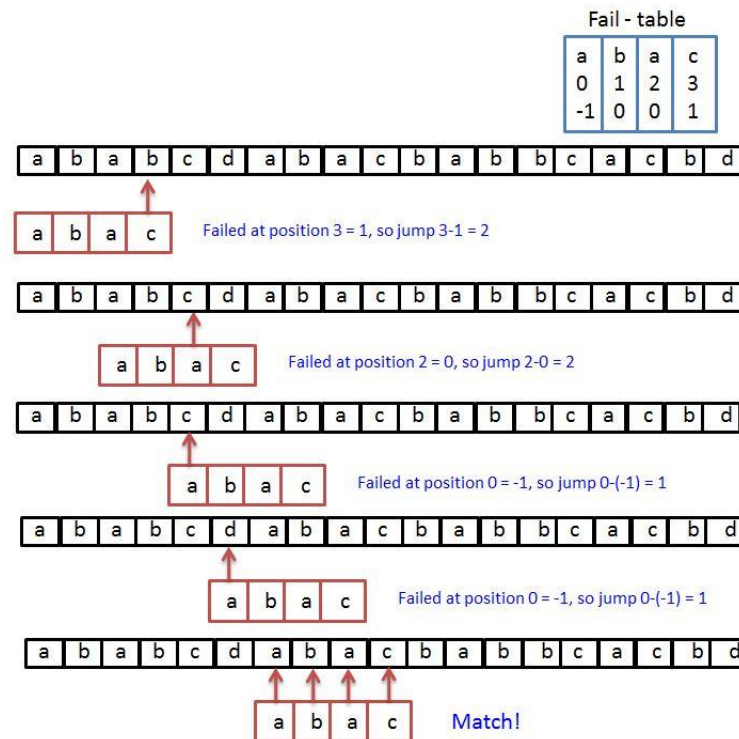 Fail - table
a b a c
0 1 2 3
-1 0 0 1
a b a b c d a b a c b a b b c a c b d
a b a c
Failed at position 3 = 1, so jump 3-1 = 2
a b a b c d a b a c b a b b c a c b d
a b a c
Failed at position 2 = 0, so jump 2-0 = 2
a b a b c d a b a c b a b b c a c b d
a b a c
Failed at position 0 = -1, so jump 0-(-1) = 1
a b a b c d a b a c b a b b c a c b d
a b a c
Failed at position 0 = -1, so jump 0-(-1) = 1
a b a b c d a b a c b a b b c a c b d
a b a c
Match!